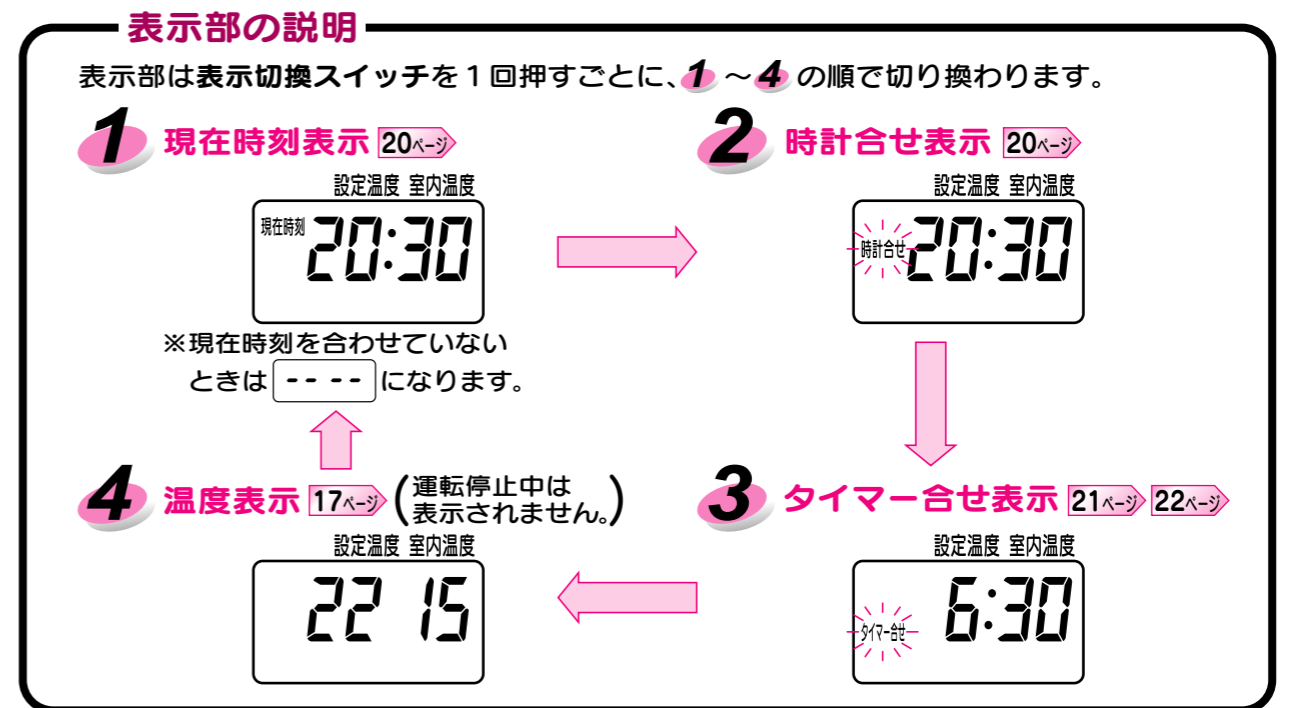 表示部の説明
表示部は表示切換スイッチを1回押すごとに、1～4の順で切り換わります。
1 現在時刻表示 20ページ
設定温度 室内温度
現在時刻 20:30
※現在時刻を合わせていない
ときは - - - - になります。
2 時計合せ表示 20ページ
設定温度 室内温度
時計合せ 20:30
3 タイマー合せ表示 21ページ 22ページ
設定温度 室内温度
タイマー合せ 6:30
4 温度表示 17ページ (運転停止中は
表示されません。)
設定温度 室内温度
22 15